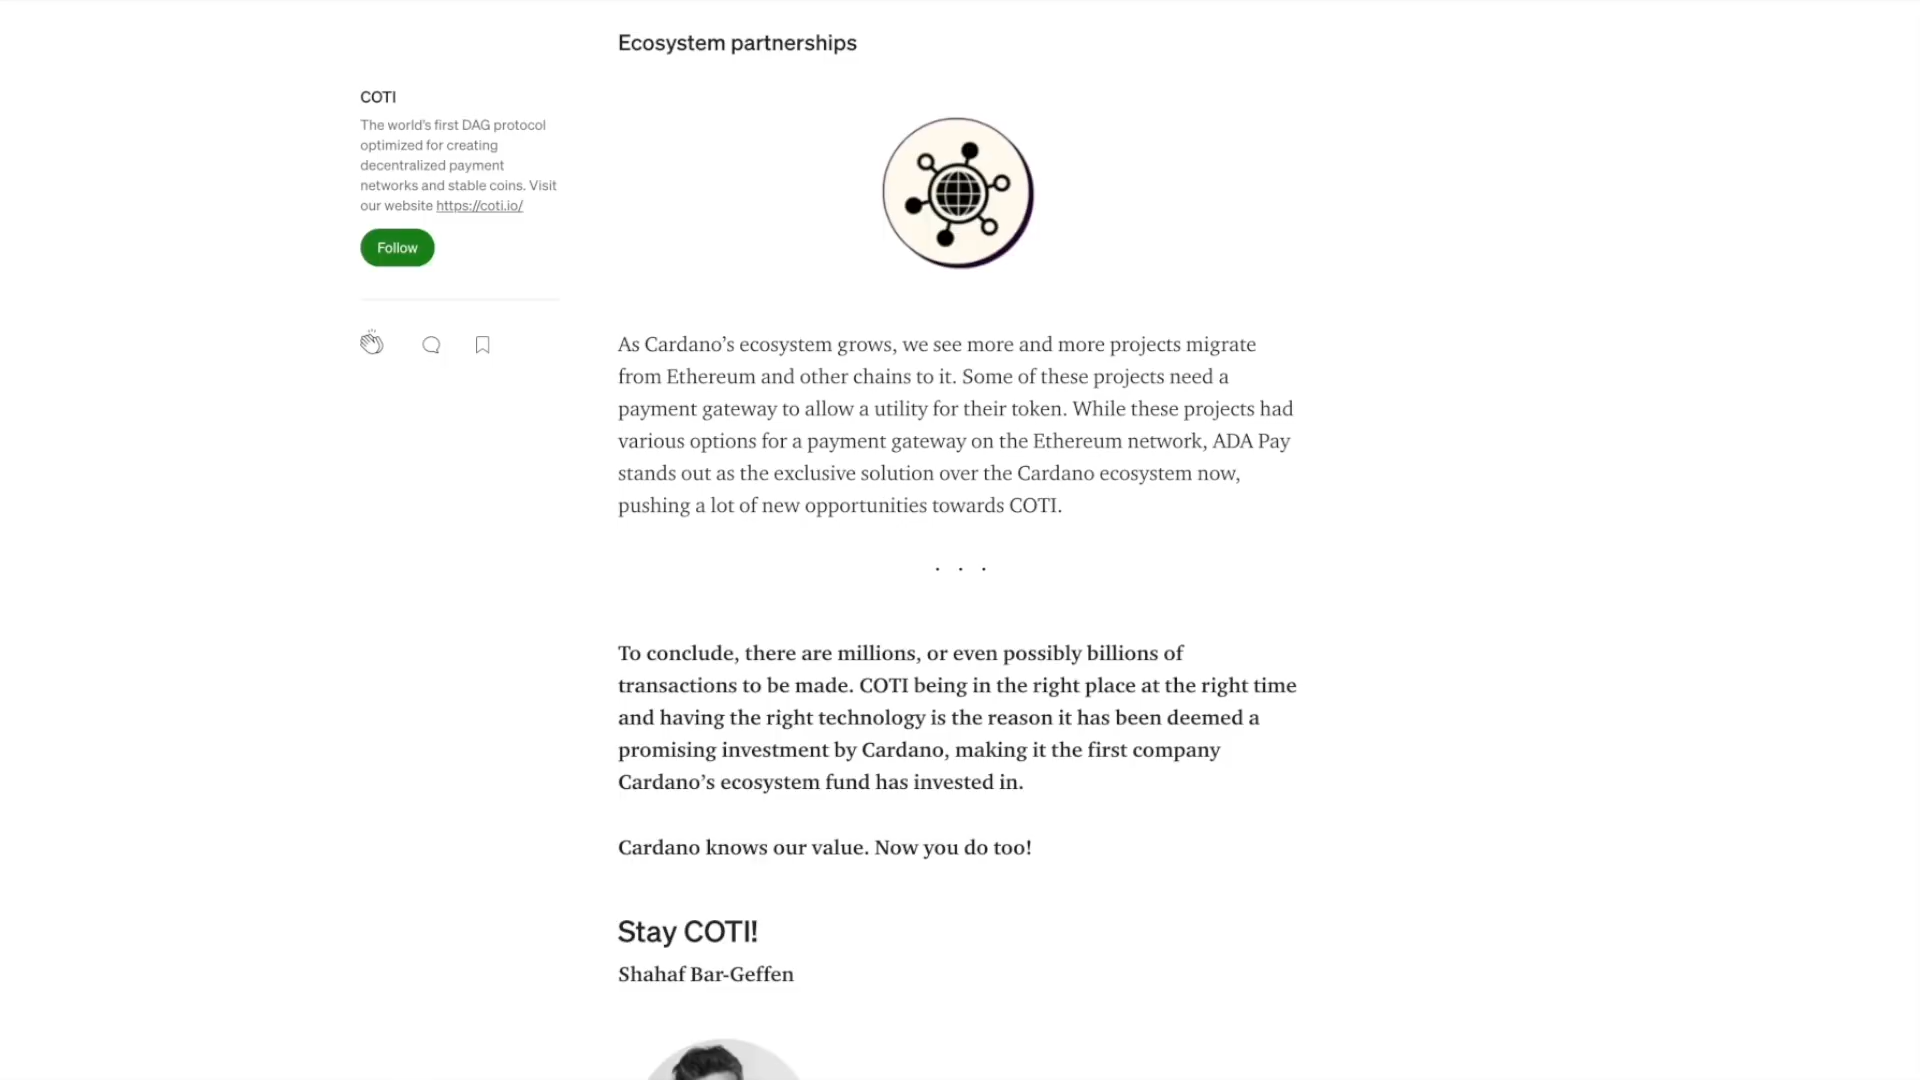 Ecosystem partnerships
COTI
The world's first DAG protocol
optimized for creating
decentralized payment
networks and stable coins. Visit
our website https://coti.io/
Follow
As Cardano’s ecosystem grows, we see more and more projects migrate
from Ethereum and other chains to it. Some of these projects need a
payment gateway to allow a utility for their token. While these projects had
various options for a payment gateway on the Ethereum network, ADA Pay
stands out as the exclusive solution over the Cardano ecosystem now,
pushing a lot of new opportunities towards COTI.
. . .
To conclude, there are millions, or even possibly billions of
transactions to be made. COTI being in the right place at the right time
and having the right technology is the reason it has been deemed a
promising investment by Cardano, making it the first company
Cardano’s ecosystem fund has invested in.
Cardano knows our value. Now you do too!
Stay COTI!
Shahaf Bar-Geffen